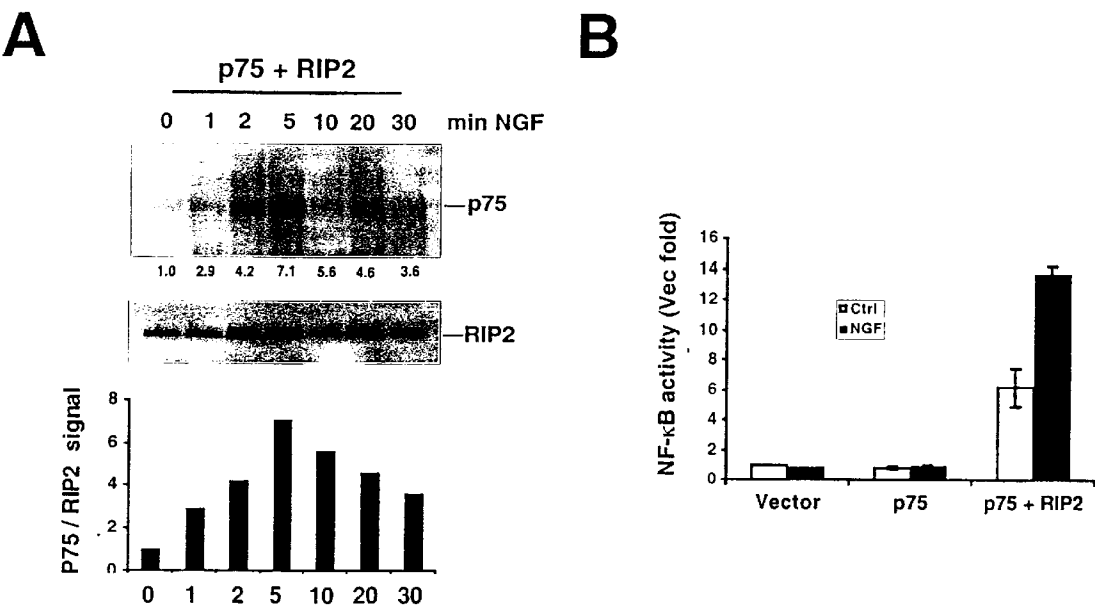 A
p75 + RIP2
0 1 2 5 10 20 30 min NGF
p75
1.0 2.9 4.2 7.1 5.6 4.6 3.6
RIP2
P75 / RIP2 signal
8
6
4
2
0
0 1 2 5 10 20 30
B
NF-κB activity (Vec fold)
16
14
12
10
8
6
4
2
0
Ctrl
NGF
Vector p75 p75 + RIP2